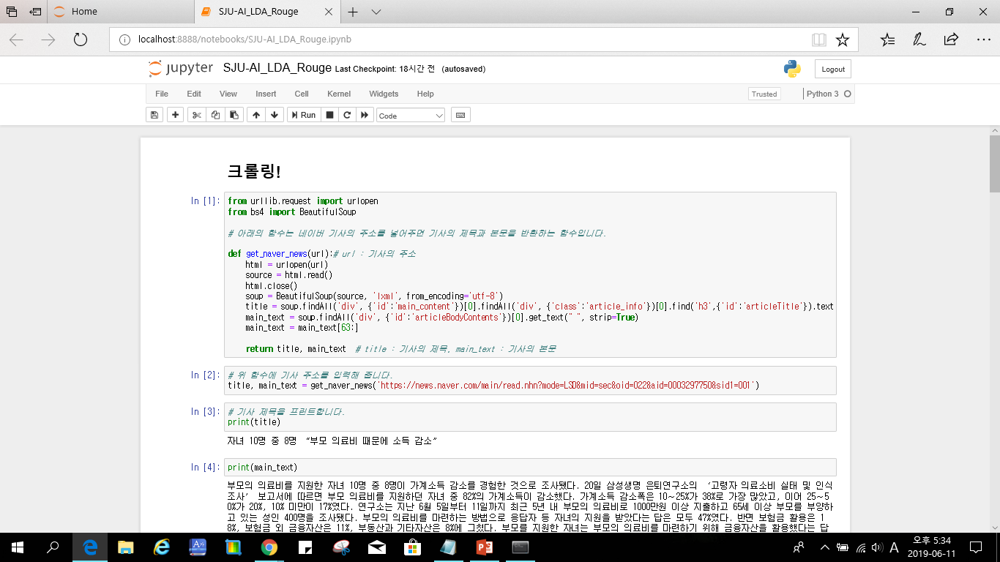 Home
SJU-AI_LDA_Rouge
localhost:8888/notebooks/SJU-AI_LDA_Rouge.ipynb
jupyter SJU-AI_LDA_Rouge Last Checkpoint: 18시간 전 (autosaved)
Logout
File Edit View Insert Cell Kernel Widgets Help
Trusted
Python 3
Run
Code
크롤링!
In [1]:
from urllib.request import urlopen
from bs4 import BeautifulSoup
# 아래의 함수는 네이버 기사의 주소를 넣어주면 기사의 제목과 본문을 반환하는 함수입니다.
def get_naver_news(url):# url : 기사의 주소
html = urlopen(url)
source = html.read()
html.close()
soup = BeautifulSoup(source, 'lxml', from_encoding='utf-8')
title = soup.findAll('div', {'id':'main_content'})[0].findAll('div', {'class':'article_info'})[0].find('h3',{'id':'articleTitle'}).text
main_text = soup.findAll('div', {'id':'articleBodyContents'})[0].get_text(" ", strip=True)
main_text = main_text[63:]
return title, main_text # title : 기사의 제목, main_text : 기사의 본문
In [2]:
# 위 함수에 기사 주소를 입력해 줍니다.
title, main_text = get_naver_news('https://news.naver.com/main/read.nhn?mode=LSD&mid=sec&oid=022&aid=0003297750&sid1=001')
In [3]:
# 기사 제목을 프린트합니다.
print(title)
자녀 10명 중 8명 “부모 의료비 때문에 소득 감소”
In [4]:
print(main_text)
부모의 의료비를 지원한 자녀 10명 중 8명이 가계소득 감소를 경험한 것으로 조사됐다. 20일 삼성생명 은퇴연구소의 ‘고령자 의료소비 실태 및 인식
조사’ 보고서에 따르면 부모 의료비를 지원하던 자녀 중 82%의 가계소득이 감소했다. 가계소득 감소폭은 10~25%가 38%로 가장 많았고, 이어 25~5
0%가 20%, 10% 미만이 17%였다. 연구소는 지난 6월 5일부터 11일까지 최근 5년 내 부모의 의료비로 1000만원 이상 지출하고 65세 이상 부모를 부양하
고 있는 성인 400명을 조사했다. 부모의 의료비를 마련하는 방법으로 응답자 등 자녀의 지원을 받았다는 답은 모두 47%였다. 반면 보험금 활용은 1
8%, 보험금 외 금융자산은 11%, 부동산과 기타자산은 8%에 그쳤다. 부모를 지원한 자녀는 부모의 의료비를 마련하기 위해 금융자산을 활용했다는 답
A
오후 5:34
2019-06-11